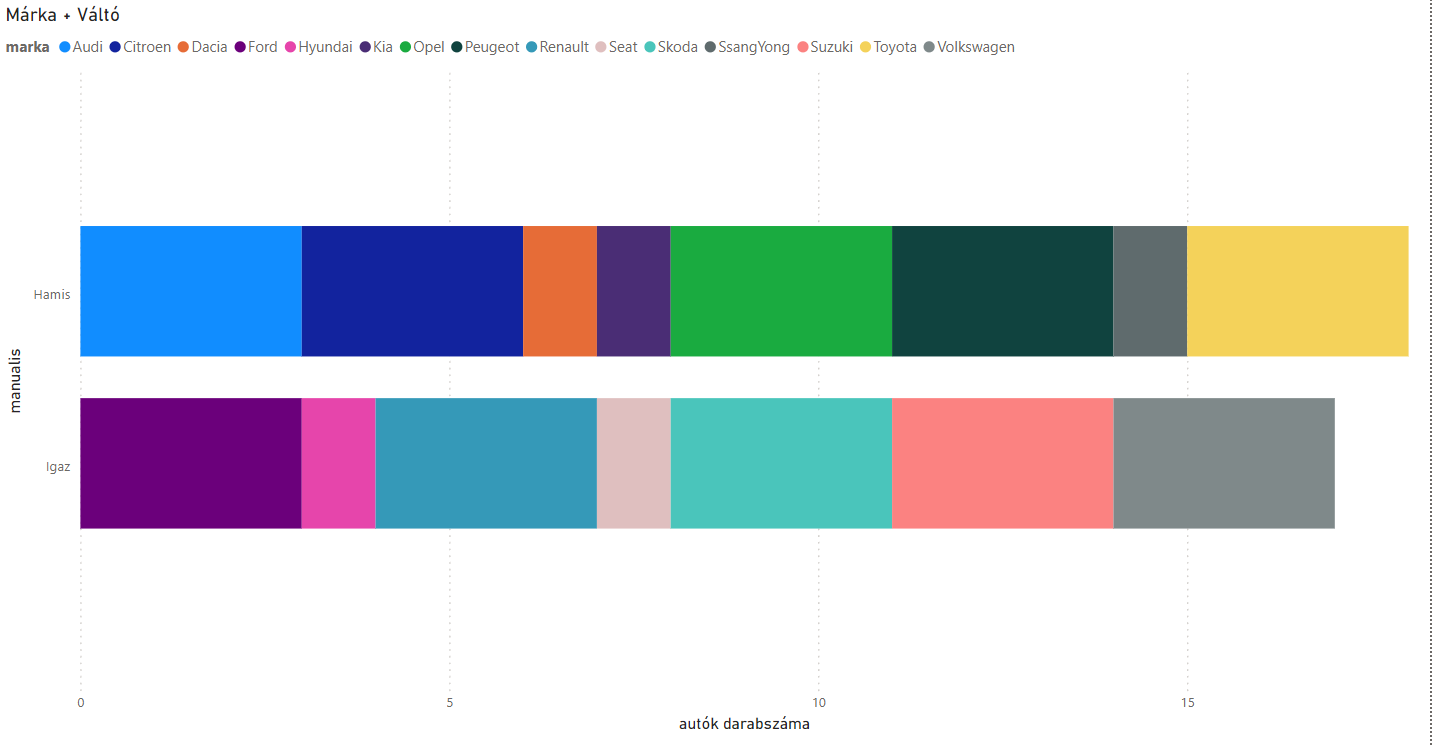 Márka + Váltó
marka Audi Citroen Dacia Ford Hyundai Kia Opel Peugeot Renault Seat Skoda SsangYong Suzuki Toyota Volkswagen
Hamis
manualis
Igaz
0 5 10 15
autók darabszáma